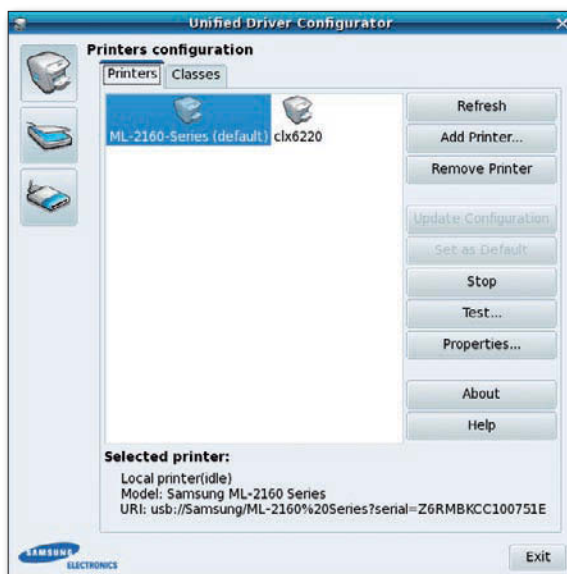 Unified Driver Configurator
Printers configuration
Printers
Classes
ML-2160-Series (default)
clx6220
Refresh
Add Printer...
Remove Printer
Update Configuration
Set as Default
Stop
Test...
Properties...
About
Help
Selected printer:
Local printer(idle)
Model: Samsung ML-2160 Series
URI: usb://Samsung/ML-2160%20Series?serial=Z6RMBKCC100751E
SAMSUNG
ELECTRONICS
Exit